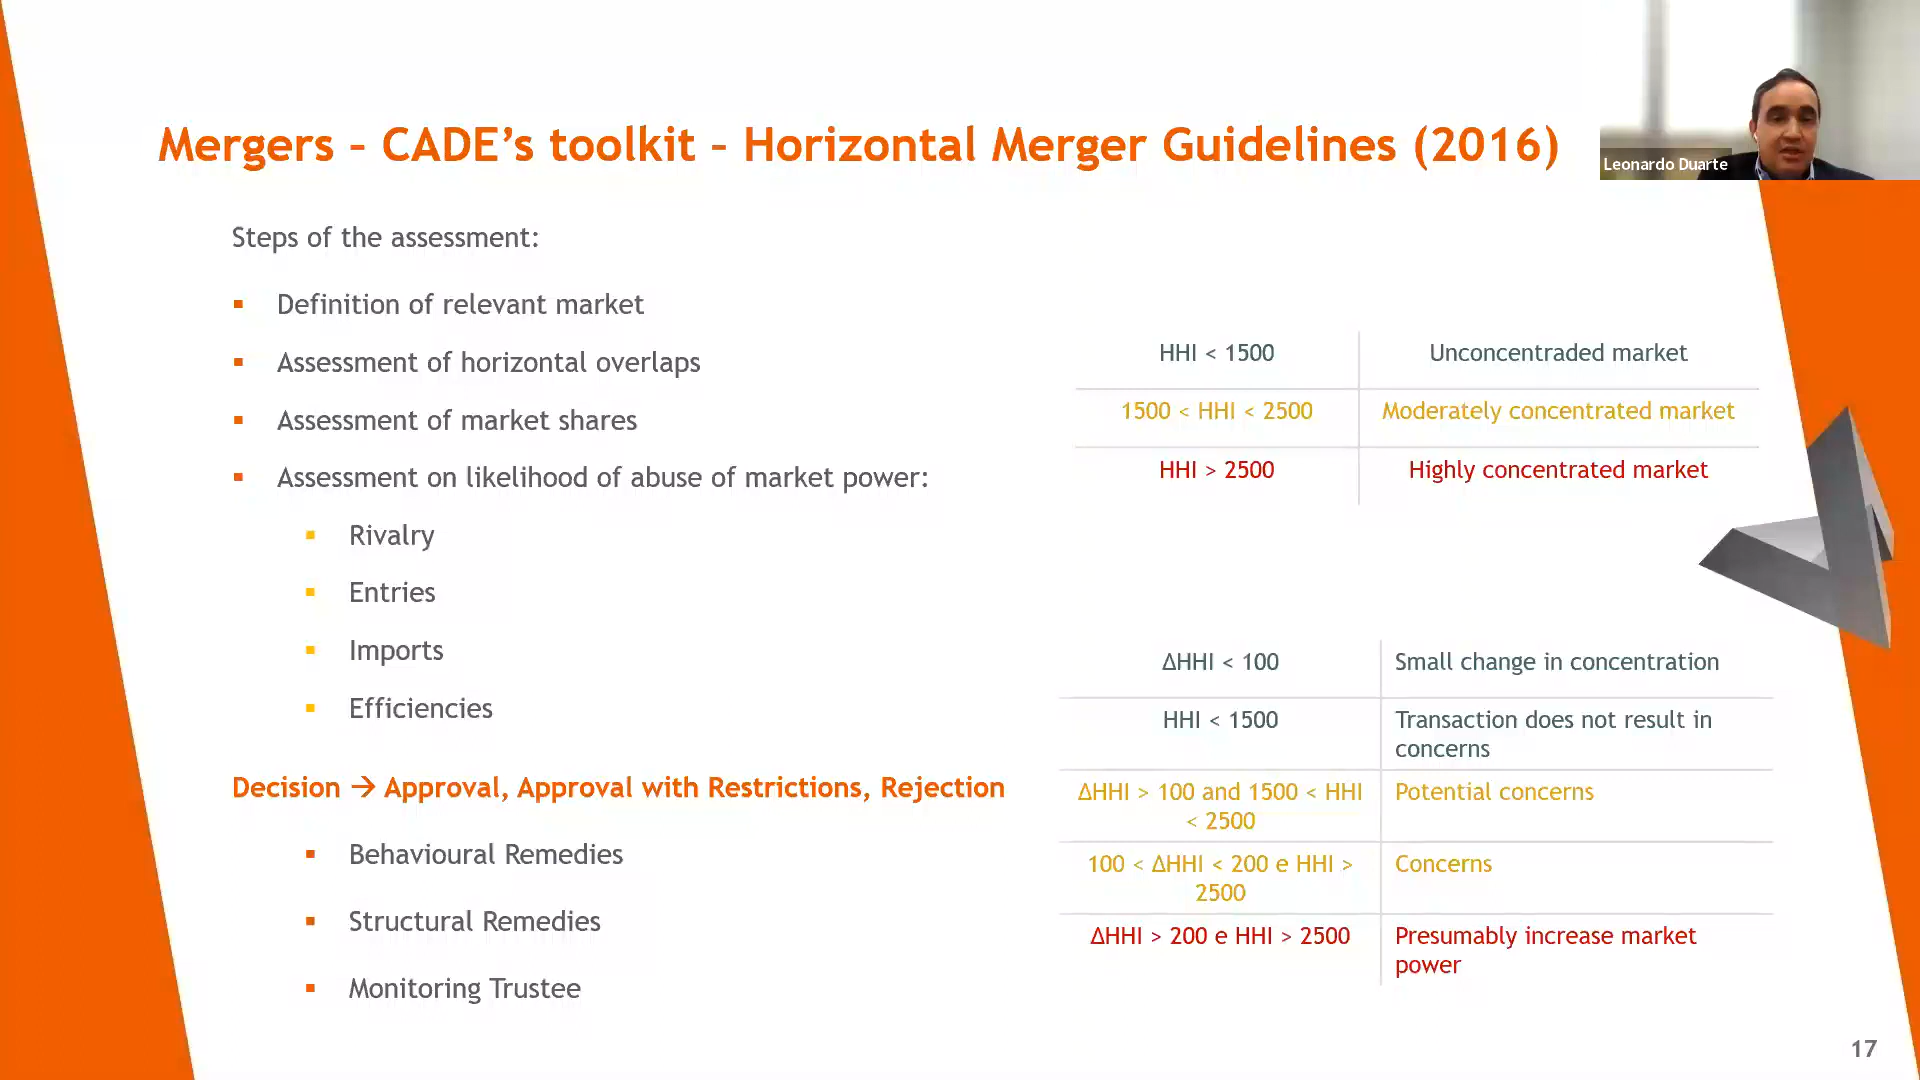 Mergers – CADE’s toolkit – Horizontal Merger Guidelines (2016)
Leonardo Duarte
Steps of the assessment:
▪ Definition of relevant market
▪ Assessment of horizontal overlaps
▪ Assessment of market shares
▪ Assessment on likelihood of abuse of market power:
▪ Rivalry
▪ Entries
▪ Imports
▪ Efficiencies
Decision → Approval, Approval with Restrictions, Rejection
▪ Behavioural Remedies
▪ Structural Remedies
▪ Monitoring Trustee
HHI < 1500 Unconcentraded market
1500 < HHI < 2500 Moderately concentrated market
HHI > 2500 Highly concentrated market
ΔHHI < 100 Small change in concentration
HHI < 1500 Transaction does not result in
concerns
ΔHHI > 100 and 1500 < HHI Potential concerns
< 2500
100 < ΔHHI < 200 e HHI > Concerns
2500
ΔHHI > 200 e HHI > 2500 Presumably increase market
power
17